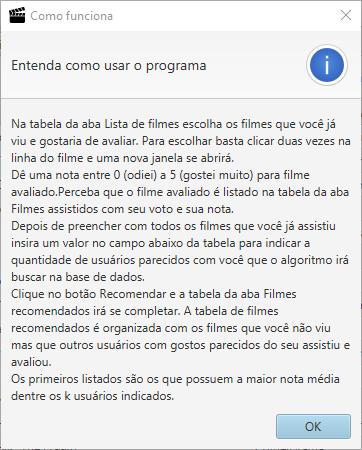 Como funciona
Entenda como usar o programa
Na tabela da aba Lista de filmes escolha os filmes que você já
viu e gostaria de avaliar. Para escolhar basta clicar duas vezes na
linha do filme e uma nova janela se abrirá.
Dê uma nota entre 0 (odiei) a 5 (gostei muito) para filme
avaliado.Perceba que o filme avaliado é listado na tabela da aba
Filmes assistidos com seu voto e sua nota.
Depois de preencher com todos os filmes que você já assistiu
insira um valor no campo abaixo da tabela para indicar a
quantidade de usuários parecidos com você que o algoritmo irá
buscar na base de dados.
Clique no botão Recomendar e a tabela da aba Filmes
recomendados irá se completar. A tabela de filmes
recomendados é organizada com os filmes que você não viu
mas que outros usuários com gostos parecidos do seu assistiu e
avaliou.
Os primeiros listados são os que possuem a maior nota média
dentre os k usuários indicados.
OK